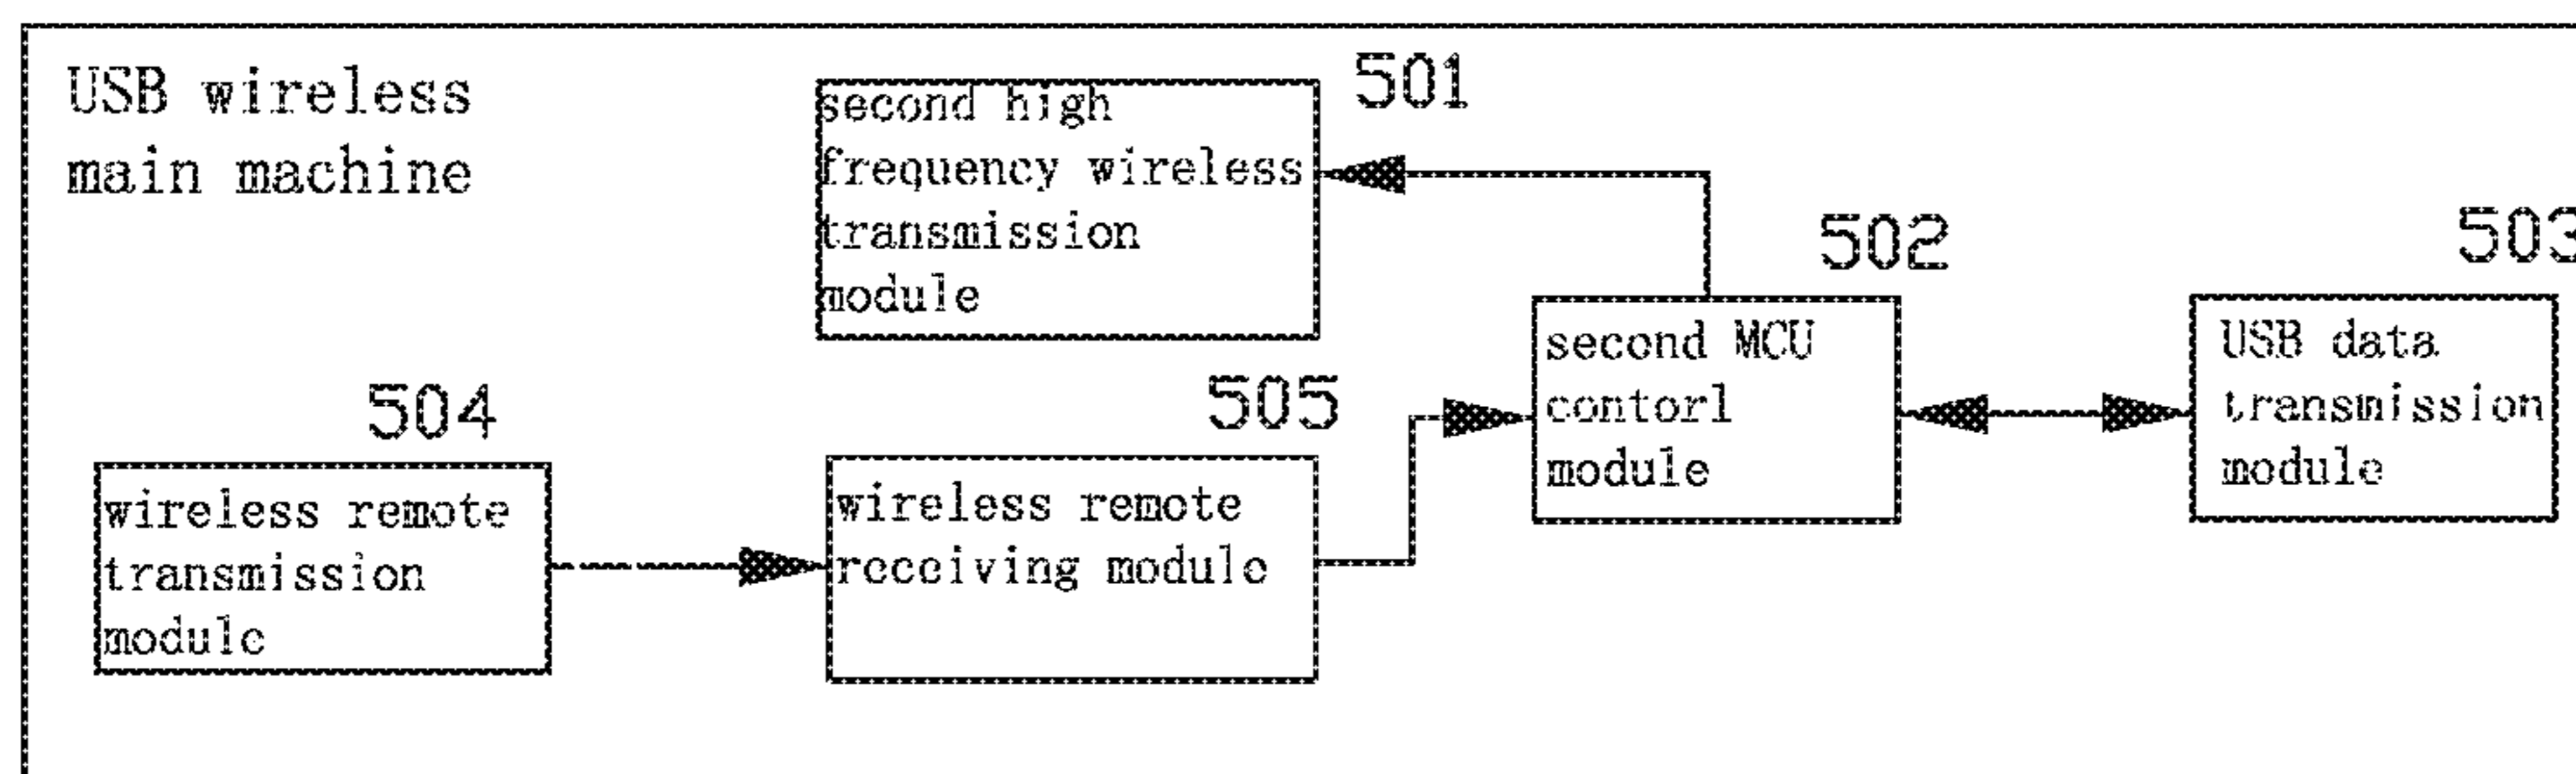 USB wireless
main machine
501
second high
frequency wireless
transmission
module
502
second MCU
contorl
module
503
USB data
transmission
module
504
wireless remote
transmission
module
505
wireless remote
receiving module